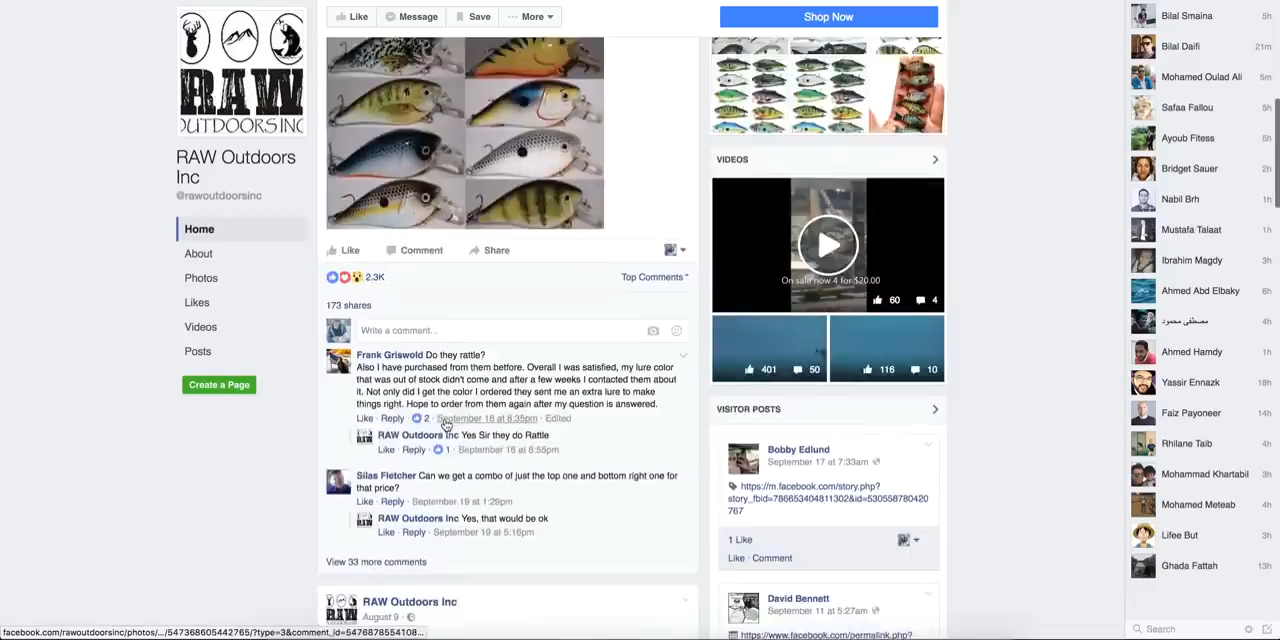 Like
Message
Save
··· More
Shop Now
RAW
OUTDOORS INC
RAW Outdoors
Inc
@rawoutdoorsinc
Home
About
Photos
Likes
Videos
Posts
Create a Page
Like
Comment
Share
2.3K
Top Comments
173 shares
Write a comment...
Frank Griswold Do they rattle?
Also I have purchased from them betfore. Overall I was satisfied, my lure color
that was out of stock didn't come and after a few weeks I contacted them about
it. Not only did I get the color I ordered they sent me an extra lure to make
things right. Hope to order from them again after my question is answered.
Like · Reply · 2 · September 16 at 8:35pm · Edited
RAW Outdoors Inc Yes Sir they do Rattle
Like · Reply · 1 · September 16 at 8:55pm
Silas Fletcher Can we get a combo of just the top one and bottom right one for
that price?
Like · Reply · September 19 at 1:29pm
RAW Outdoors Inc Yes, that would be ok
Like · Reply · September 19 at 5:16pm
View 33 more comments
RAW Outdoors Inc
August 9 ·
VIDEOS
On sale now 4 for $20.00
60
4
401
50
116
10
VISITOR POSTS
Bobby Edlund
September 17 at 7:33am
https://m.facebook.com/story.php?
story_fbid=786653404811302&id=530558780420
767
1 Like
Like · Comment
David Bennett
September 11 at 5:27am
https://www.facebook.com/permalink.php?
Bilal Smaina 5h
Bilal Daifi 21m
Mohamed Oulad Ali 5m
Safaa Fallou 5h
Ayoub Fitess 5h
Bridget Sauer 2h
Nabil Brh 1h
Mustafa Talaat 1h
Ibrahim Magdy 3h
Ahmed Abd Elbaky 8h
مصطفى محمود 4h
Ahmed Hamdy 1h
Yassir Ennazk 18h
Faiz Payoneer 14h
Rhilane Taib 4h
Mohammad Khartabil 3h
Mohamed Meteab 4h
Lifee But 3h
Ghada Fattah 13h
Search
facebook.com/rawoutdoorsinc/photos/.../547368605442765/?type=3&comment_id=5476878554108...